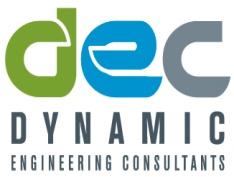 dec
DYNAMIC
ENGINEERING CONSULTANTS